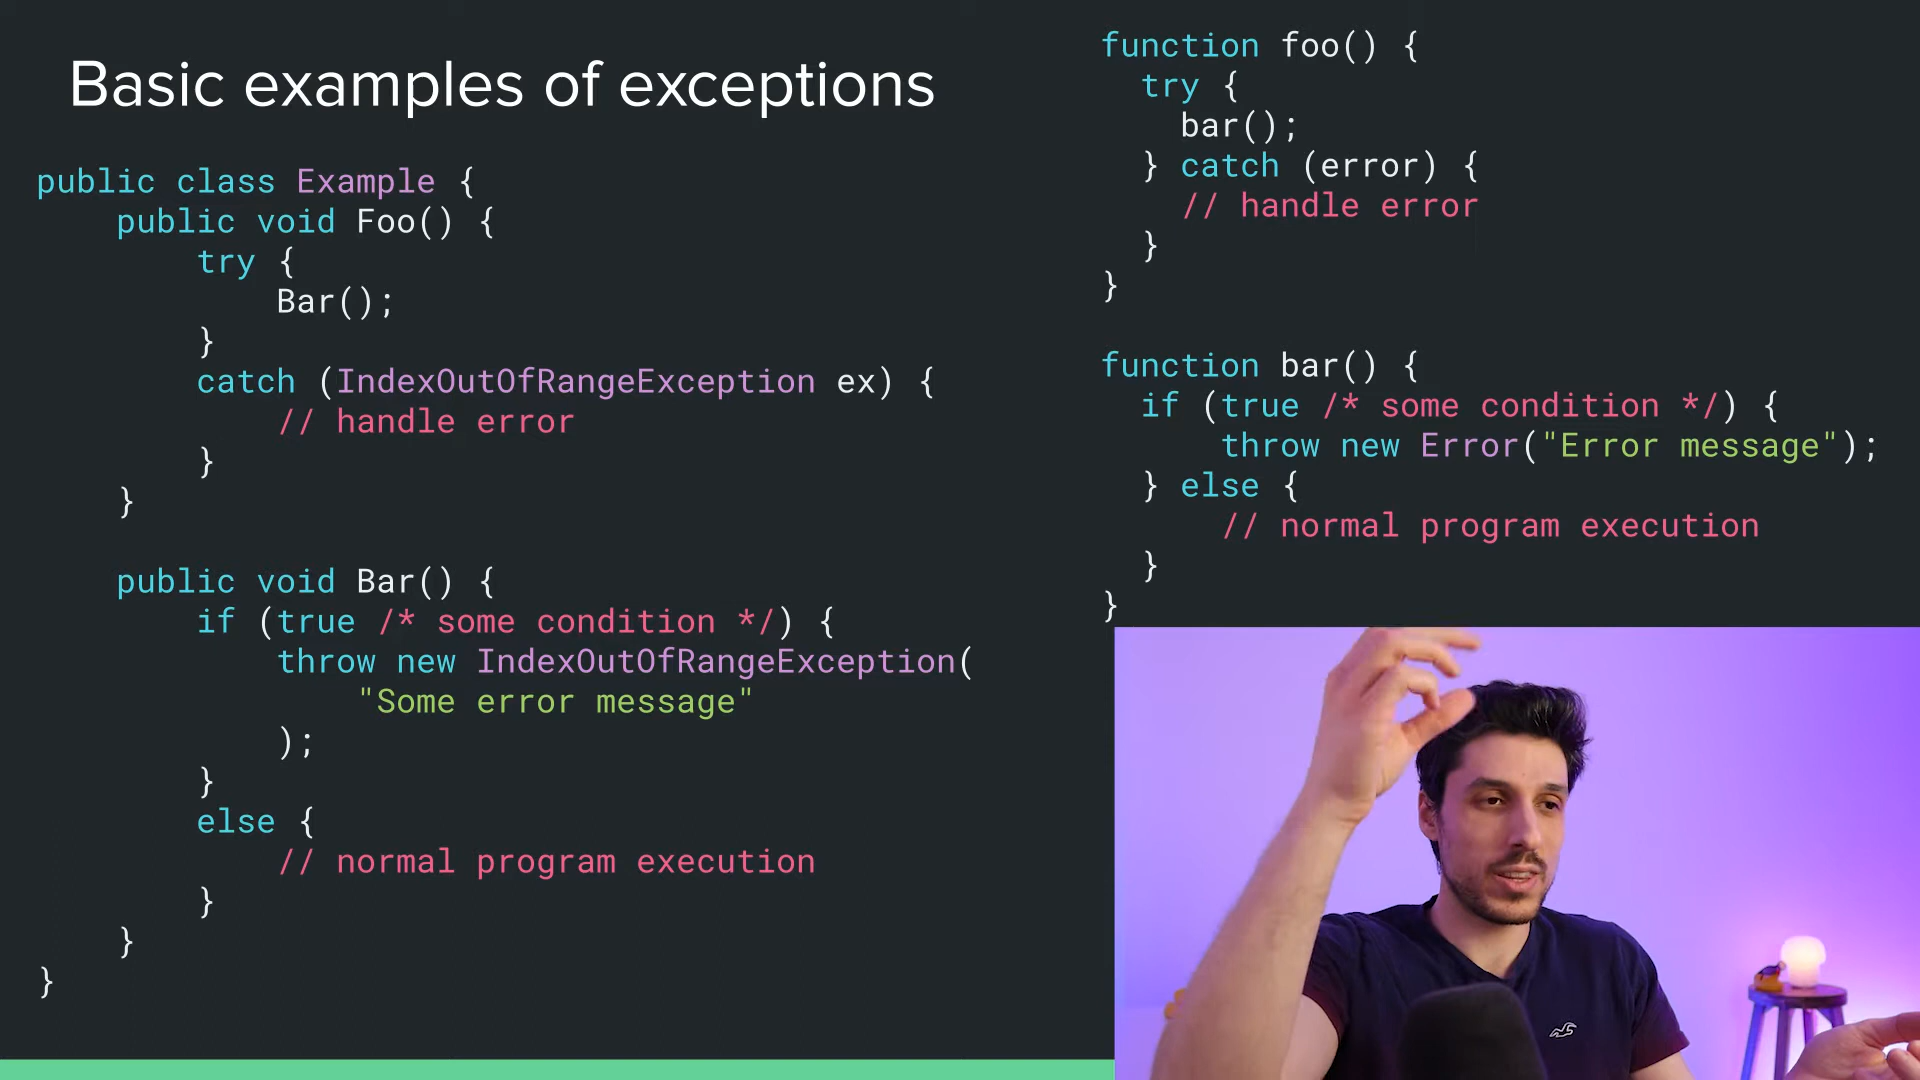 Basic examples of exceptions
public class Example {
    public void Foo() {
        try {
            Bar();
        }
        catch (IndexOutOfRangeException ex) {
            // handle error
        }
    }

    public void Bar() {
        if (true /* some condition */) {
            throw new IndexOutOfRangeException(
                "Some error message"
            );
        }
        else {
            // normal program execution
        }
    }
}
function foo() {
  try {
    bar();
  } catch (error) {
    // handle error
  }
}

function bar() {
  if (true /* some condition */) {
      throw new Error("Error message");
  } else {
      // normal program execution
  }
}